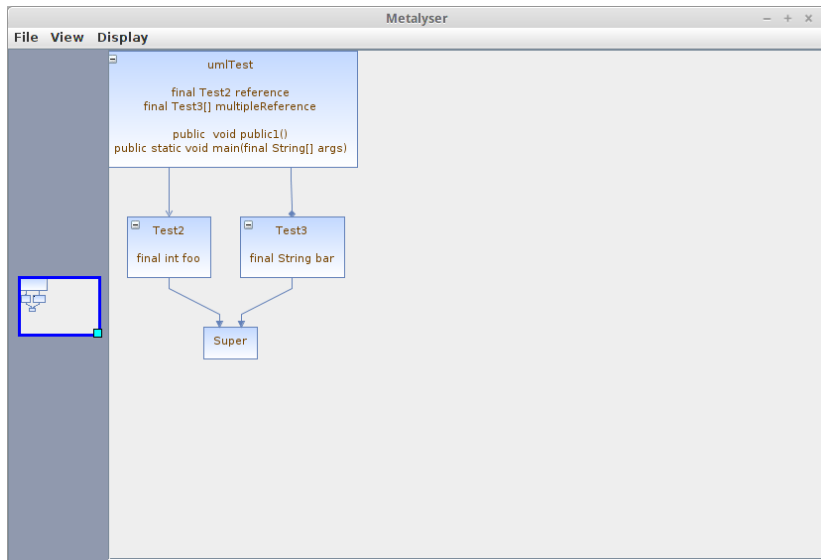 Metalyser
File View Display
umlTest
final Test2 reference
final Test3[] multipleReference
public void public1()
public static void main(final String[] args)
Test2
final int foo
Test3
final String bar
Super